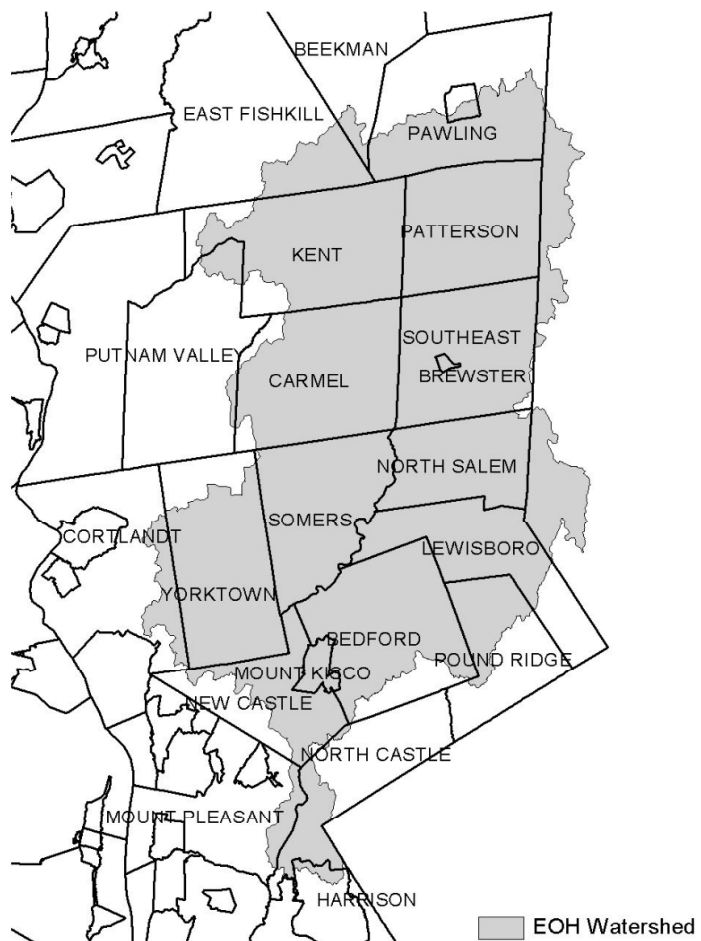 BEEKMAN
EAST FISHKILL
PAWLING
PATTERSON
KENT
SOUTHEAST
PUTNAM VALLEY
CARMEL
BREWSTER
NORTH SALEM
SOMERS
CORTLANDT
LEWISBORO
YORKTOWN
BEDFORD
POUND RIDGE
MOUNT KISCO
NEW CASTLE
NORTH CASTLE
MOUNT PLEASANT
HARRISON
EOH Watershed